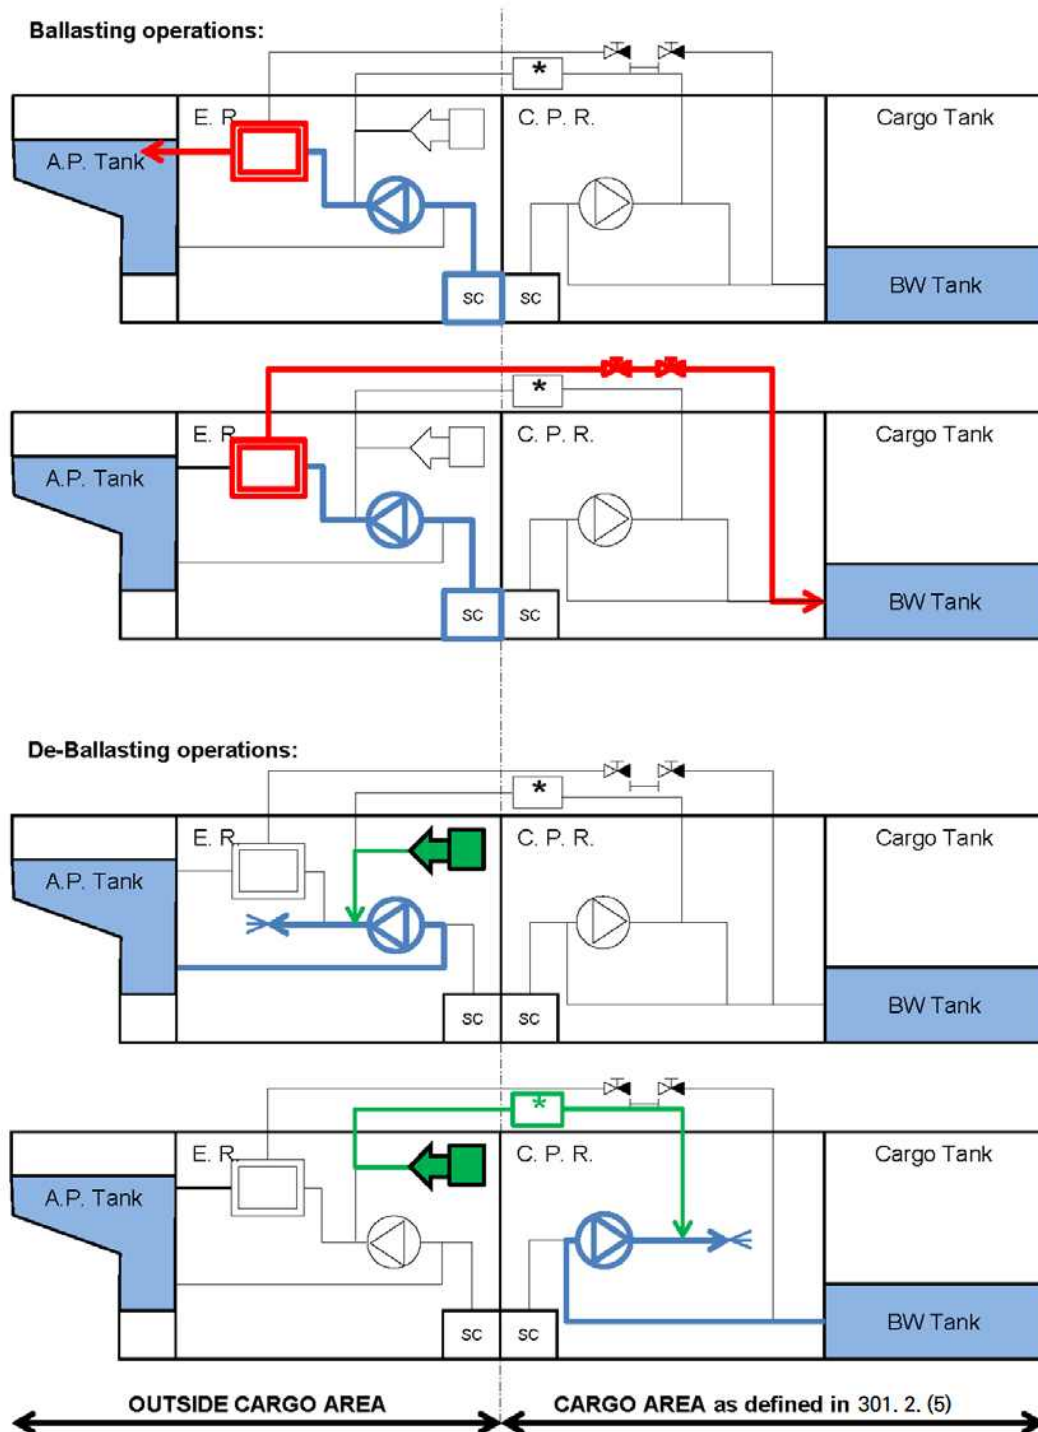 Ballasting operations:
*
E. R.
C. P. R.
Cargo Tank
A.P. Tank
SC
SC
BW Tank
*
E. R.
C. P. R.
Cargo Tank
A.P. Tank
SC
SC
BW Tank
De-Ballasting operations:
*
E. R.
C. P. R.
Cargo Tank
A.P. Tank
SC
SC
BW Tank
*
E. R.
C. P. R.
Cargo Tank
A.P. Tank
SC
SC
BW Tank
OUTSIDE CARGO AREA
CARGO AREA as defined in 301. 2. (5)